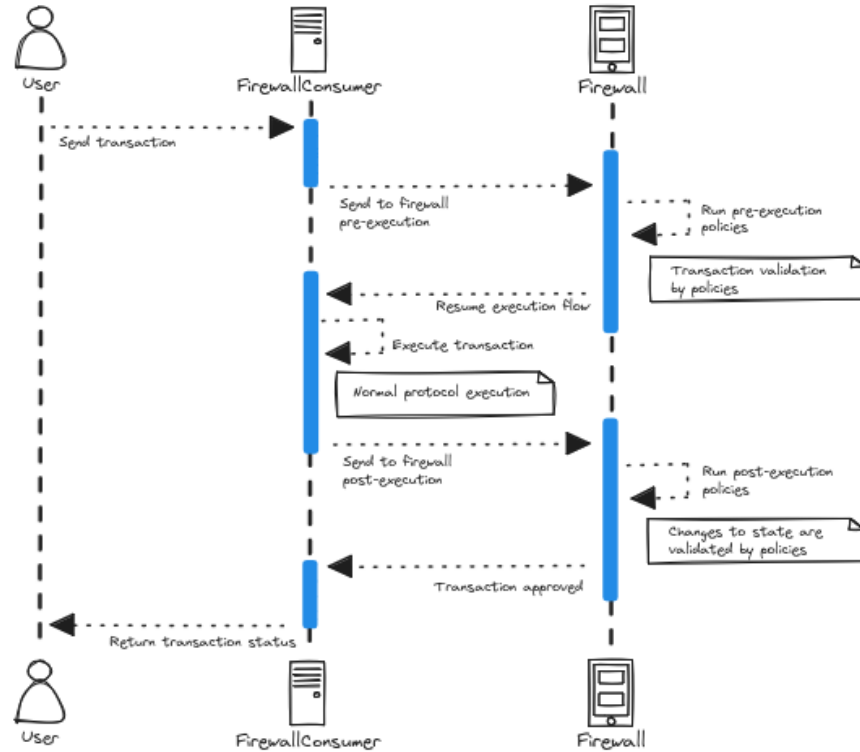 User
FirewallConsumer
Firewall
Send transaction
Send to firewall
pre-execution
Run pre-execution
policies
Transaction validation
by policies
Resume execution flow
Execute transaction
Normal protocol execution
Send to firewall
post-execution
Run post-execution
policies
Changes to state are
validated by policies
Transaction approved
Return transaction status
User
FirewallConsumer
Firewall